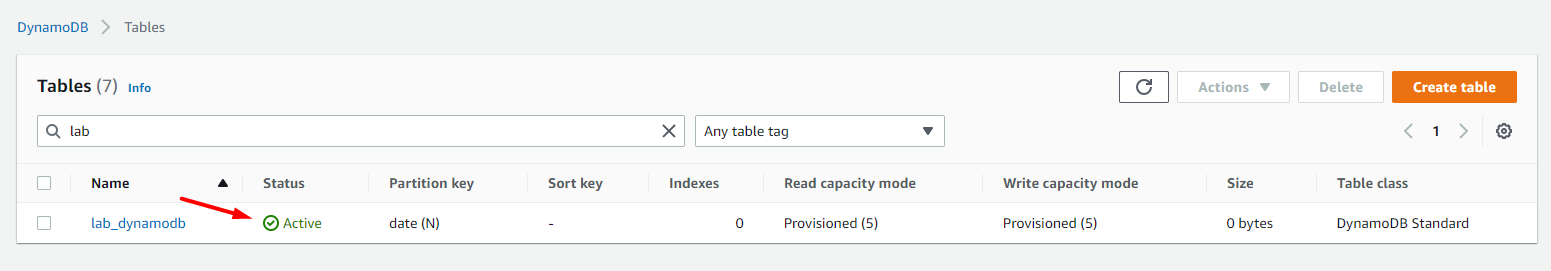 DynamoDB > Tables
Tables (7) Info
Actions Delete Create table
lab Any table tag 1
Name Status Partition key Sort key Indexes Read capacity mode Write capacity mode Size Table class
lab_dynamodb Active date (N) - 0 Provisioned (5) Provisioned (5) 0 bytes DynamoDB Standard